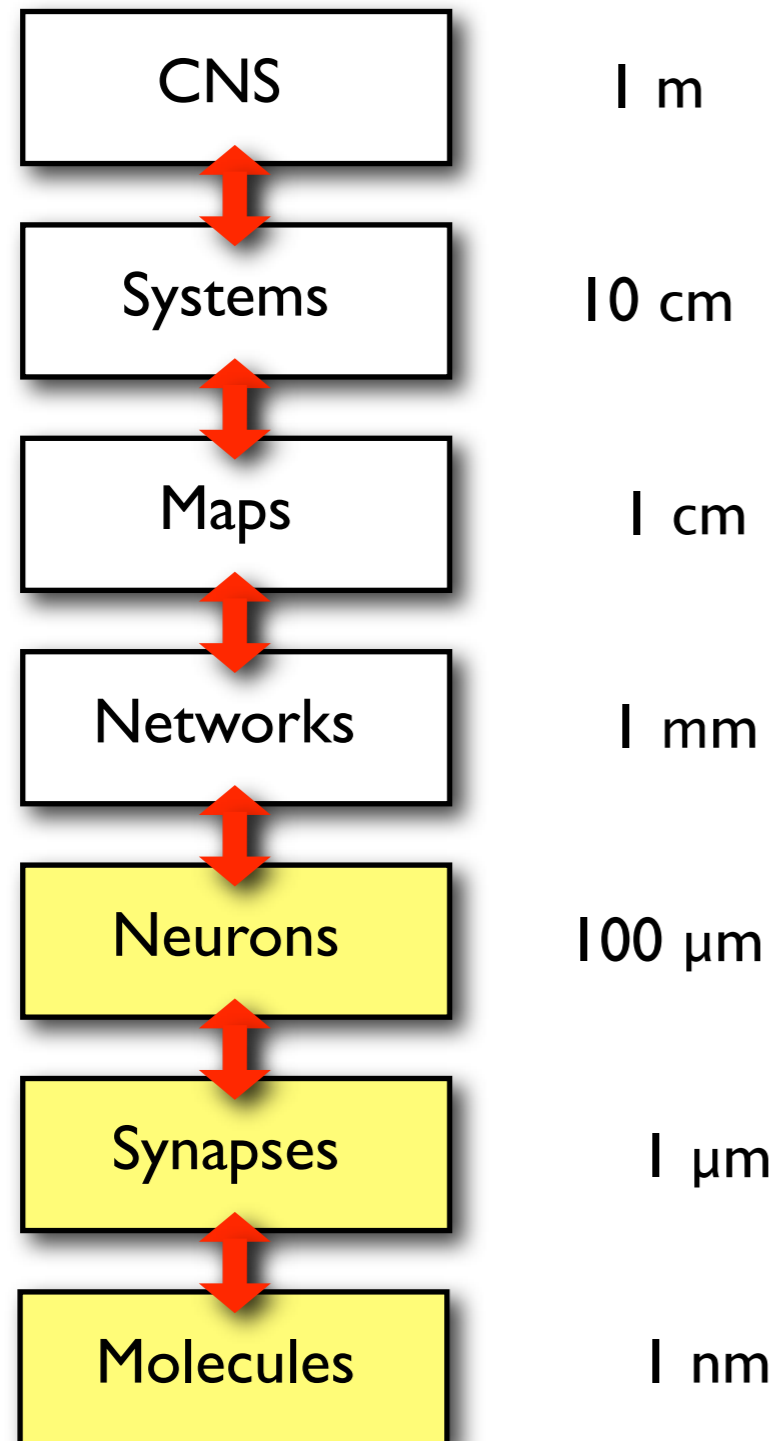 CNS 1 m
Systems 10 cm
Maps 1 cm
Networks 1 mm
Neurons 100 µm
Synapses 1 µm
Molecules 1 nm